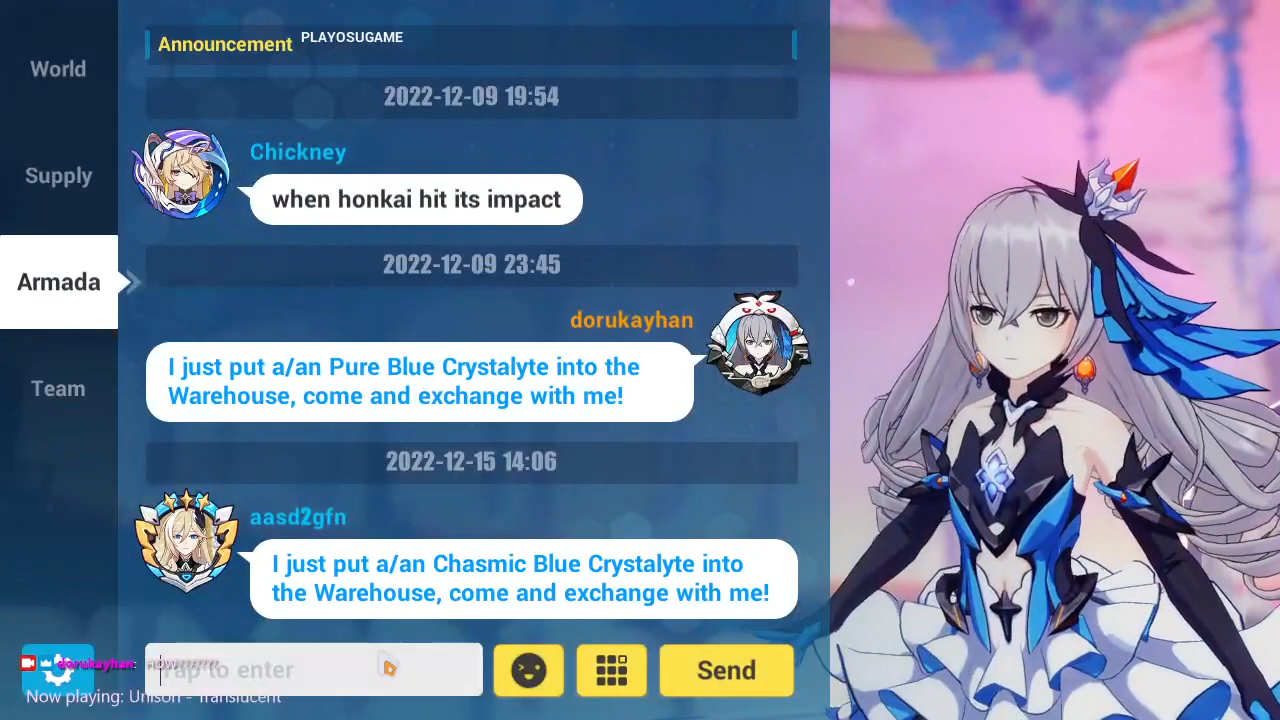 World
Supply
Armada
Team
Announcement PLAYOSUGAME
2022-12-09 19:54
Chickney
when honkai hit its impact
2022-12-09 23:45
dorukayhan
I just put a/an Pure Blue Crystalyte into the
Warehouse, come and exchange with me!
2022-12-15 14:06
aasd2gfn
I just put a/an Chasmic Blue Crystalyte into
the Warehouse, come and exchange with me!
Tap to enter
Send
dorukayhan:
Now playing: Unison - Translucent